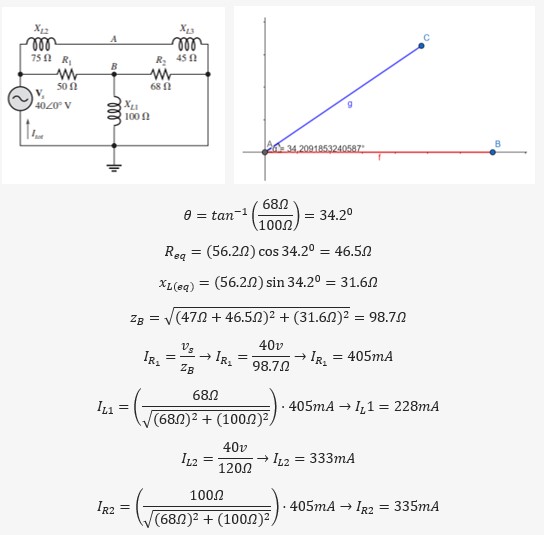 X_L2 X_L3
A
75 Ω R_1 R_2 45 Ω
B
50 Ω 68 Ω
V_s
40∠0° V
X_L1
100 Ω
I_tot
C
g
A α = 34,2091853240587° B
f
θ = tan⁻¹ (68Ω / 100Ω) = 34.2⁰
R_eq = (56.2Ω) cos 34.2⁰ = 46.5Ω
x_L(eq) = (56.2Ω) sin 34.2⁰ = 31.6Ω
z_B = √((47Ω + 46.5Ω)² + (31.6Ω)²) = 98.7Ω
I_R₁ = v_s / z_B → I_R₁ = 40v / 98.7Ω → I_R₁ = 405mA
I_L1 = (68Ω / √((68Ω)² + (100Ω)²)) · 405mA → I_L1 = 228mA
I_L2 = 40v / 120Ω → I_L2 = 333mA
I_R2 = (100Ω / √((68Ω)² + (100Ω)²)) · 405mA → I_R2 = 335mA